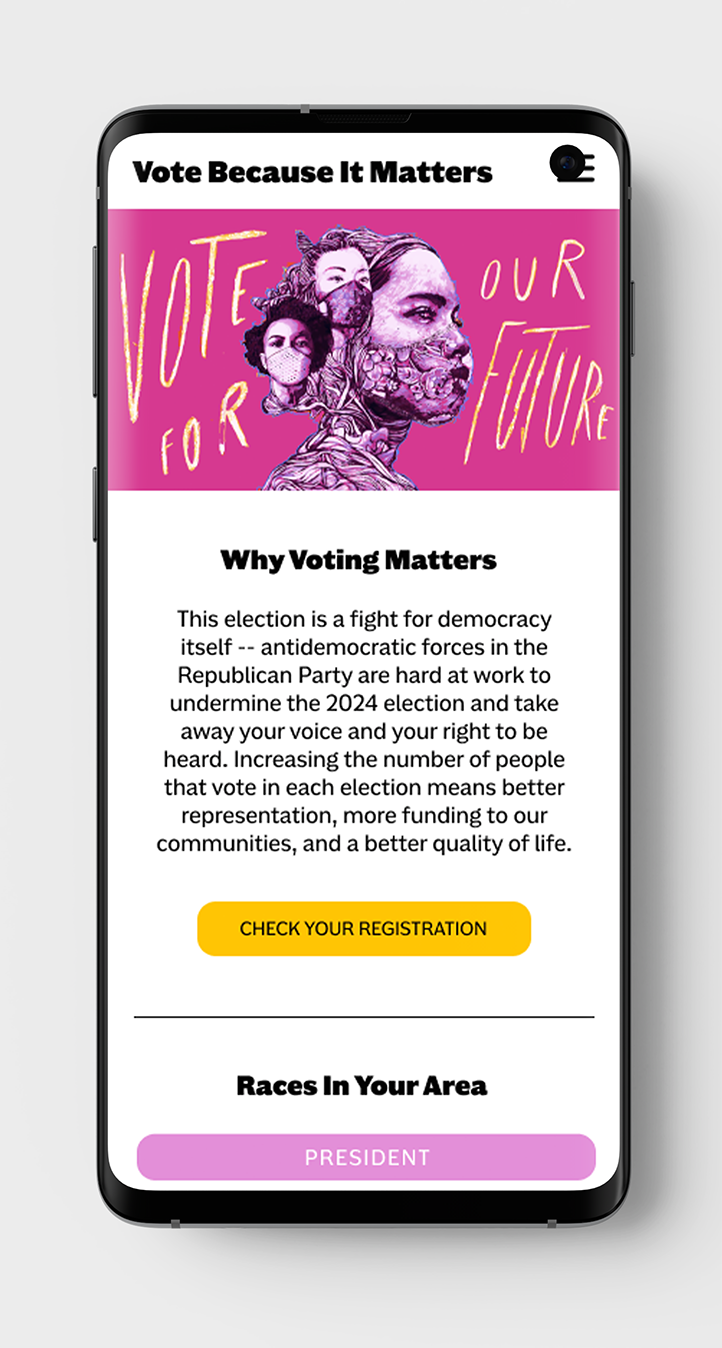 Vote Because It Matters
VOTE
FOR
OUR
FUTURE
Why Voting Matters
This election is a fight for democracy
itself -- antidemocratic forces in the
Republican Party are hard at work to
undermine the 2024 election and take
away your voice and your right to be
heard. Increasing the number of people
that vote in each election means better
representation, more funding to our
communities, and a better quality of life.
CHECK YOUR REGISTRATION
Races In Your Area
PRESIDENT